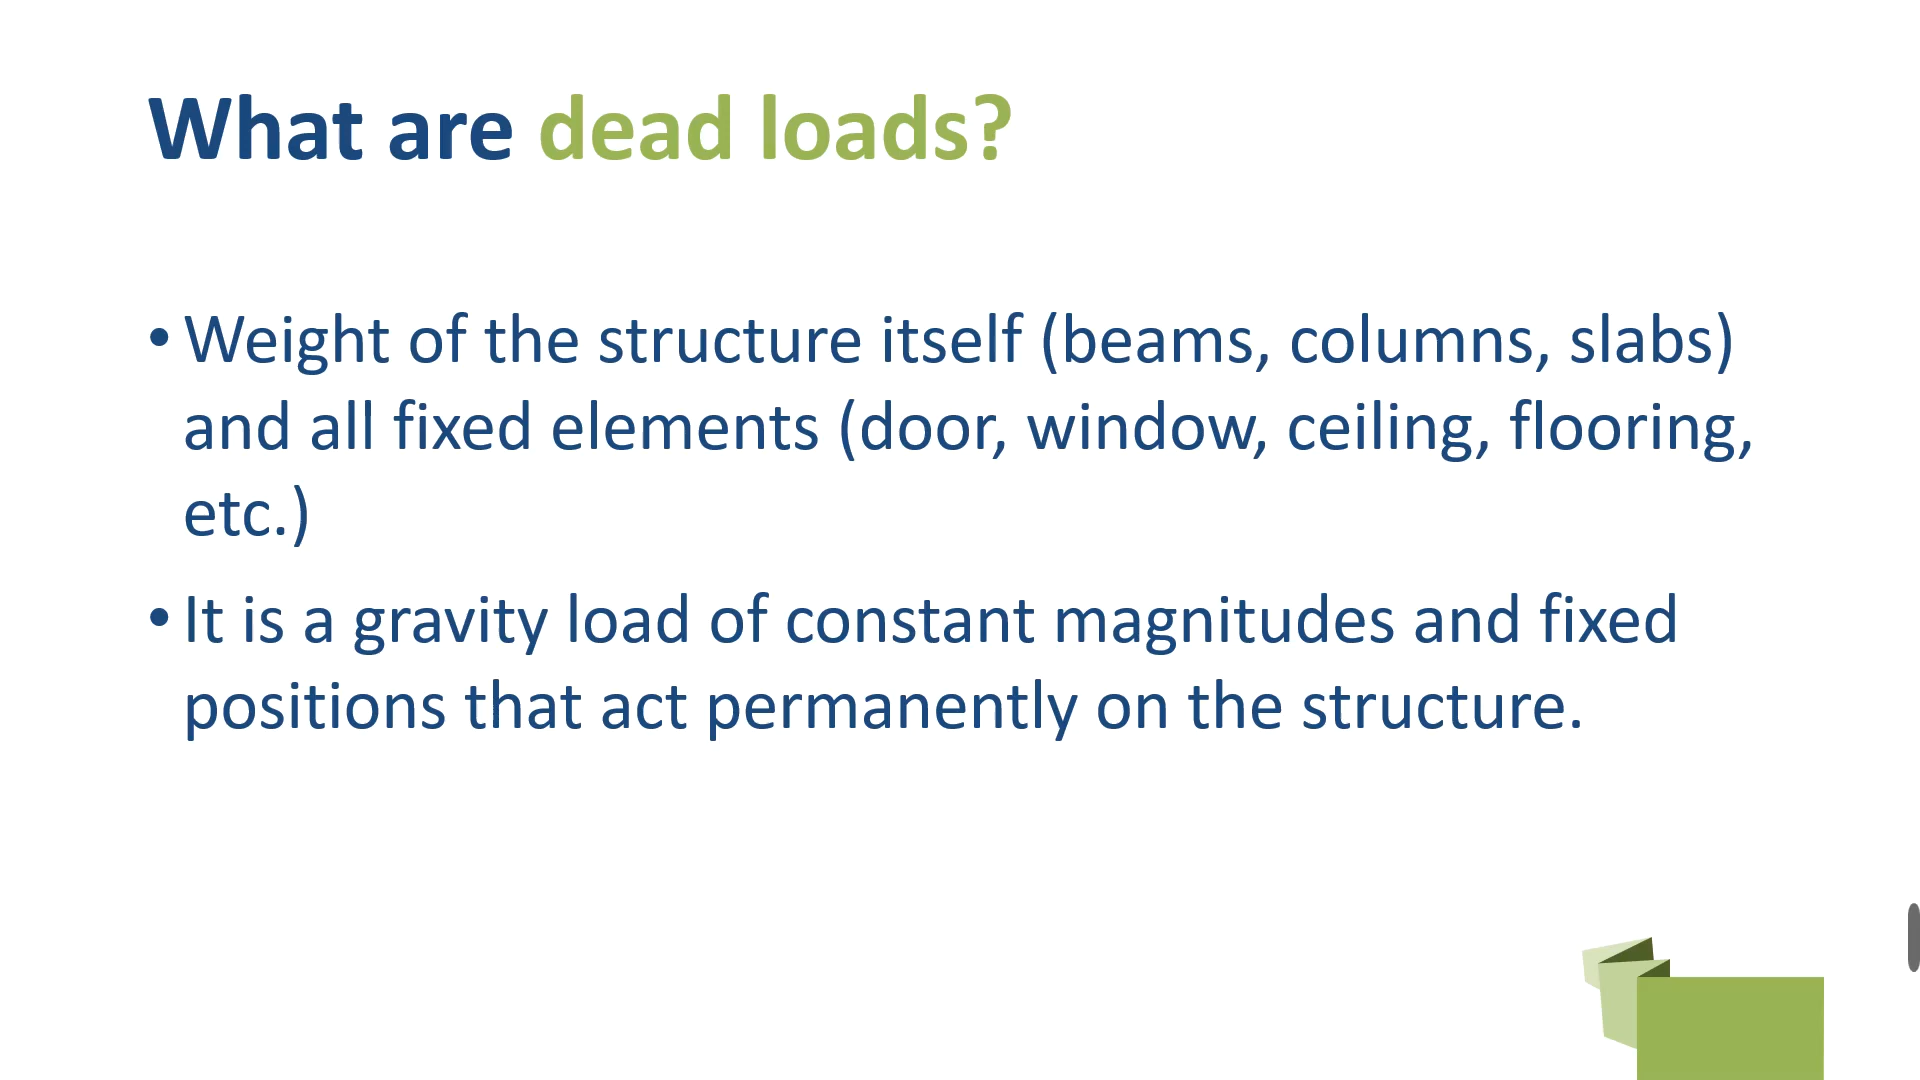 What are dead loads?
• Weight of the structure itself (beams, columns, slabs)
and all fixed elements (door, window, ceiling, flooring,
etc.)
• It is a gravity load of constant magnitudes and fixed
positions that act permanently on the structure.